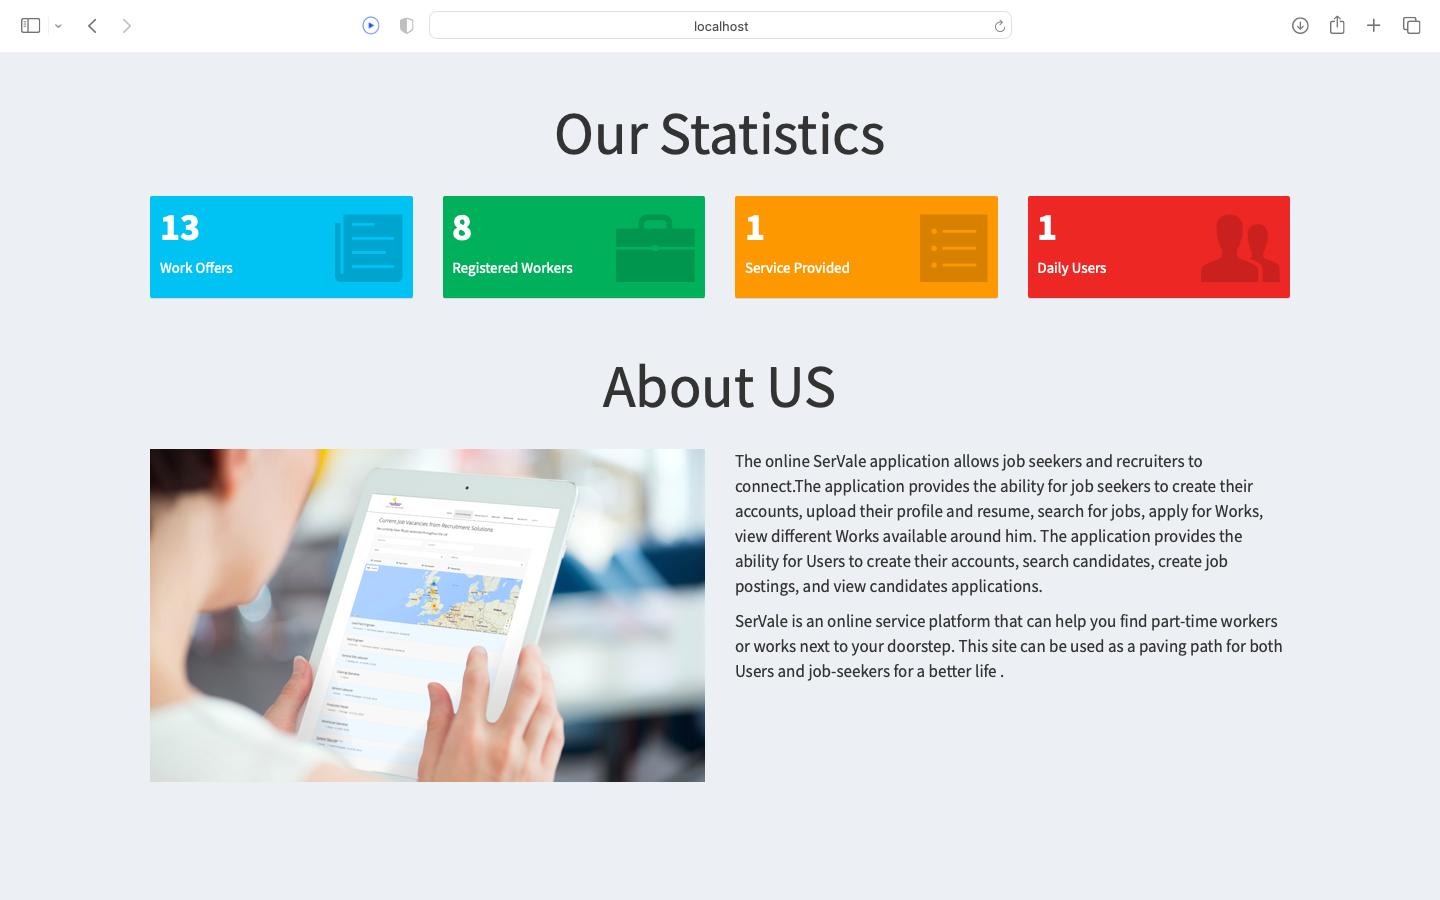 localhost
Our Statistics
13
Work Offers
8
Registered Workers
1
Service Provided
1
Daily Users
About US
Current Job Vacancies from Recruitment Solutions
The online SerVale application allows job seekers and recruiters to
connect.The application provides the ability for job seekers to create their
accounts, upload their profile and resume, search for jobs, apply for Works,
view different Works available around him. The application provides the
ability for Users to create their accounts, search candidates, create job
postings, and view candidates applications.
SerVale is an online service platform that can help you find part-time workers
or works next to your doorstep. This site can be used as a paving path for both
Users and job-seekers for a better life .